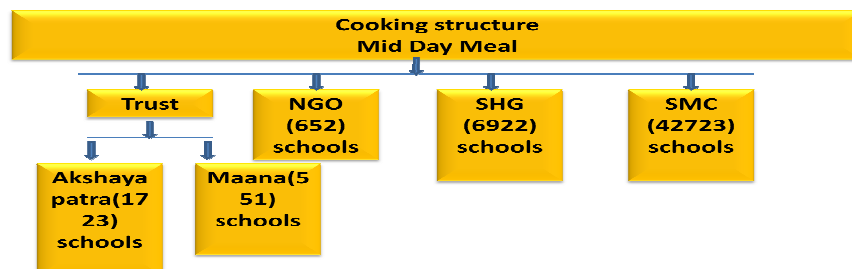 Cooking structure
Mid Day Meal
Trust
NGO
(652)
schools
SHG
(6922)
schools
SMC
(42723)
schools
Akshaya
patra(17
23)
schools
Maana(5
51)
schools